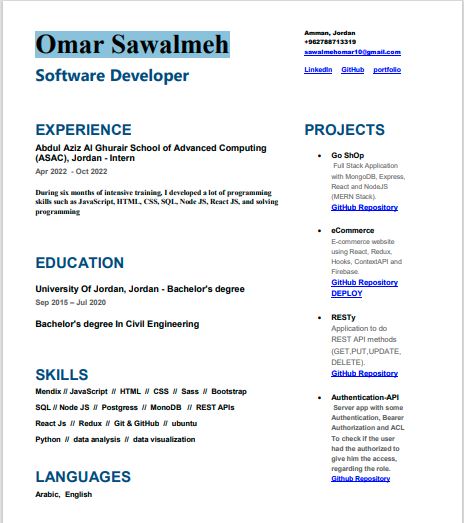 Omar Sawalmeh
Software Developer
Amman, Jordan
+962788713319
sawalmehomar10@gmail.com
LinkedIn GitHub portfolio
EXPERIENCE
Abdul Aziz Al Ghurair School of Advanced Computing
(ASAC), Jordan - Intern
Apr 2022 - Oct 2022
During six months of intensive training, I developed a lot of programming
skills such as JavaScript, HTML, CSS, SQL, Node JS, React JS, and solving
programming
EDUCATION
University Of Jordan, Jordan - Bachelor's degree
Sep 2015 – Jul 2020
Bachelor's degree In Civil Engineering
SKILLS
Mendix // JavaScript // HTML // CSS // Sass // Bootstrap
SQL // Node JS // Postgress // MonoDB // REST APIs
React Js // Redux // Git & GitHub // ubuntu
Python // data analysis // data visualization
LANGUAGES
Arabic, English
PROJECTS
• Go ShOp
Full Stack Application
with MongoDB, Express,
React and NodeJS
(MERN Stack).
GitHub Repository
• eCommerce
E-commerce website
using React, Redux,
Hooks, ContextAPI and
Firebase.
GitHub Repository
DEPLOY
• RESTy
Application to do
REST API methods
(GET,PUT,UPDATE,
DELETE).
GitHub Repository
• Authentication-API
Server app with some
Authentication, Bearer
Authorization and ACL
To check if the user
had the authorized to
give him the access,
regarding the role.
Github Repository